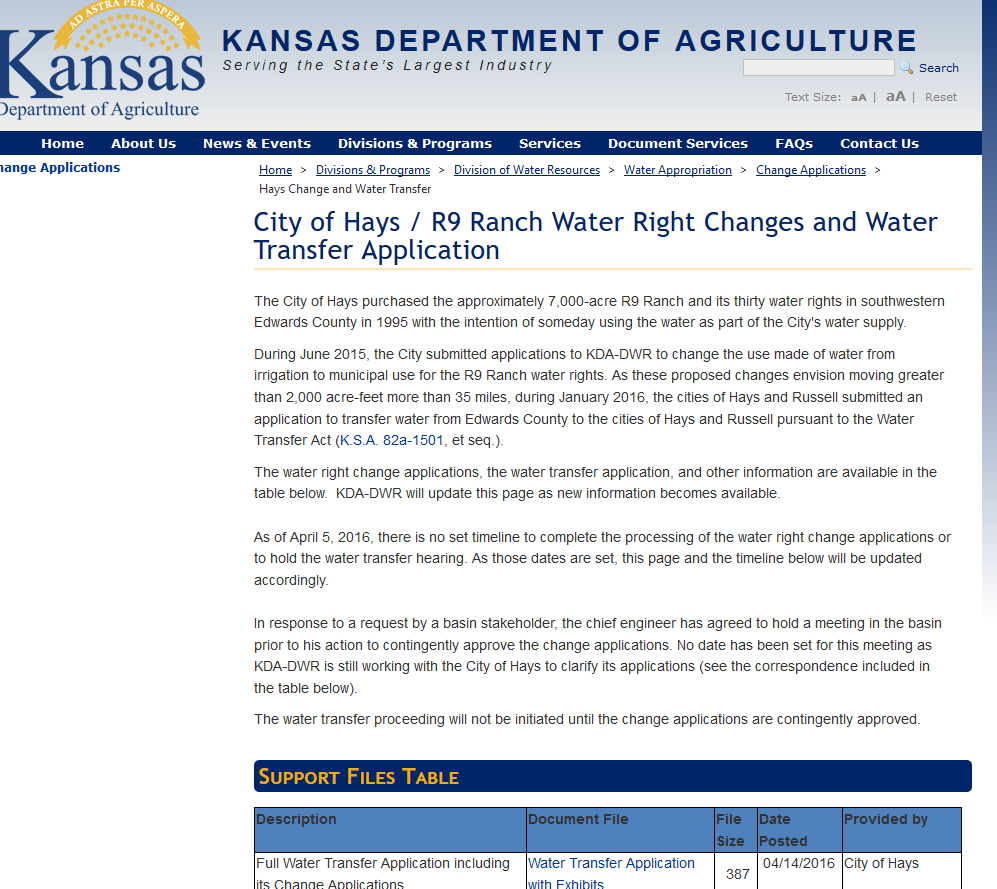 AD ASTRA PER ASPERA
Kansas
Department of Agriculture
KANSAS DEPARTMENT OF AGRICULTURE
Serving the State's Largest Industry
Search
Text Size: aA | aA | Reset
Home About Us News & Events Divisions & Programs Services Document Services FAQs Contact Us
hange Applications
Home > Divisions & Programs > Division of Water Resources > Water Appropriation > Change Applications >
Hays Change and Water Transfer
City of Hays / R9 Ranch Water Right Changes and Water
Transfer Application
The City of Hays purchased the approximately 7,000-acre R9 Ranch and its thirty water rights in southwestern
Edwards County in 1995 with the intention of someday using the water as part of the City's water supply.
During June 2015, the City submitted applications to KDA-DWR to change the use made of water from
irrigation to municipal use for the R9 Ranch water rights. As these proposed changes envision moving greater
than 2,000 acre-feet more than 35 miles, during January 2016, the cities of Hays and Russell submitted an
application to transfer water from Edwards County to the cities of Hays and Russell pursuant to the Water
Transfer Act (K.S.A. 82a-1501, et seq.).
The water right change applications, the water transfer application, and other information are available in the
table below.  KDA-DWR will update this page as new information becomes available.
As of April 5, 2016, there is no set timeline to complete the processing of the water right change applications or
to hold the water transfer hearing. As those dates are set, this page and the timeline below will be updated
accordingly.
In response to a request by a basin stakeholder, the chief engineer has agreed to hold a meeting in the basin
prior to his action to contingently approve the change applications. No date has been set for this meeting as
KDA-DWR is still working with the City of Hays to clarify its applications (see the correspondence included in
the table below).
The water transfer proceeding will not be initiated until the change applications are contingently approved.
Support Files Table
Description Document File File Size Date Posted Provided by
Full Water Transfer Application including its Change Applications Water Transfer Application with Exhibits 387 04/14/2016 City of Hays